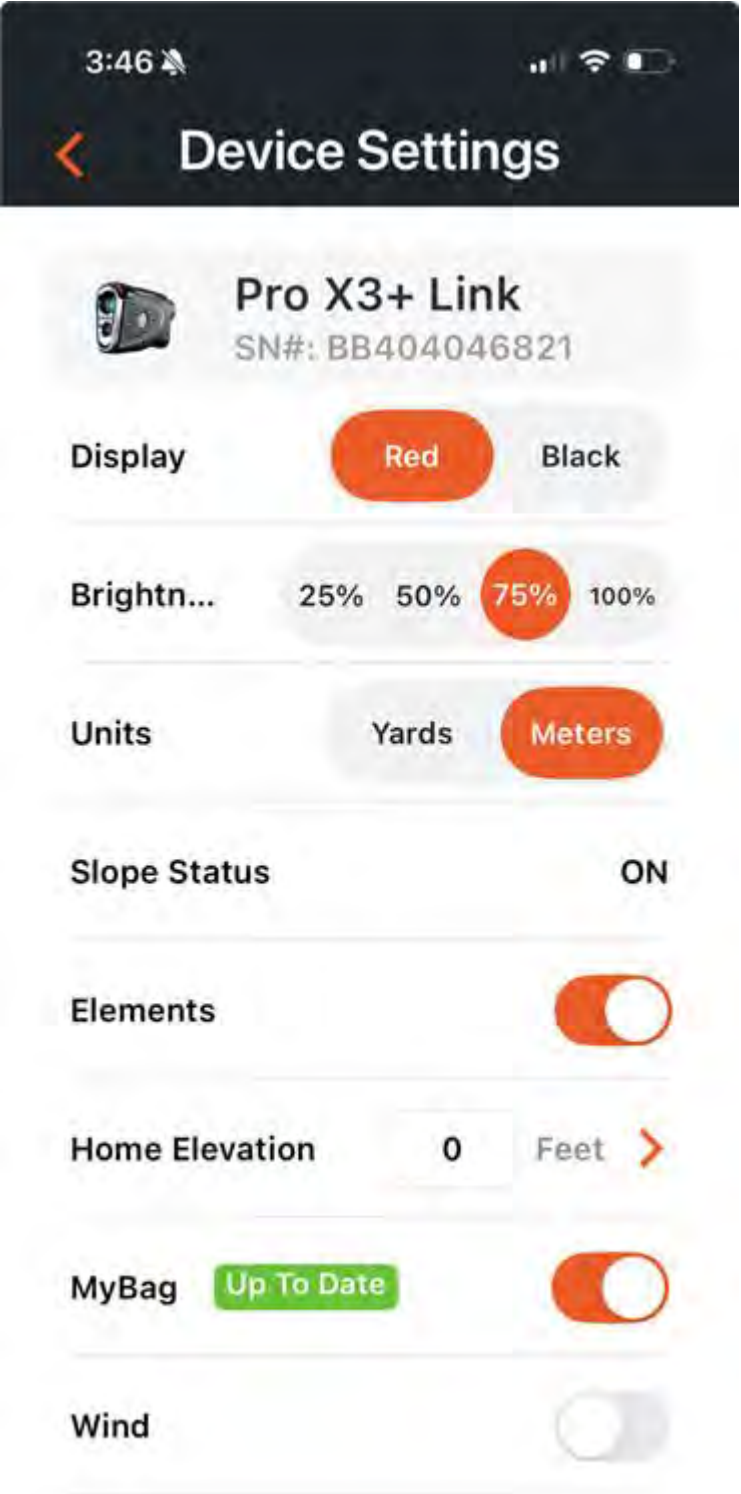 3:46
Device Settings
Pro X3+ Link
SN#: BB404046821
Display Red Black
Brightn... 25% 50% 75% 100%
Units Yards Meters
Slope Status ON
Elements
Home Elevation 0 Feet
MyBag Up To Date
Wind